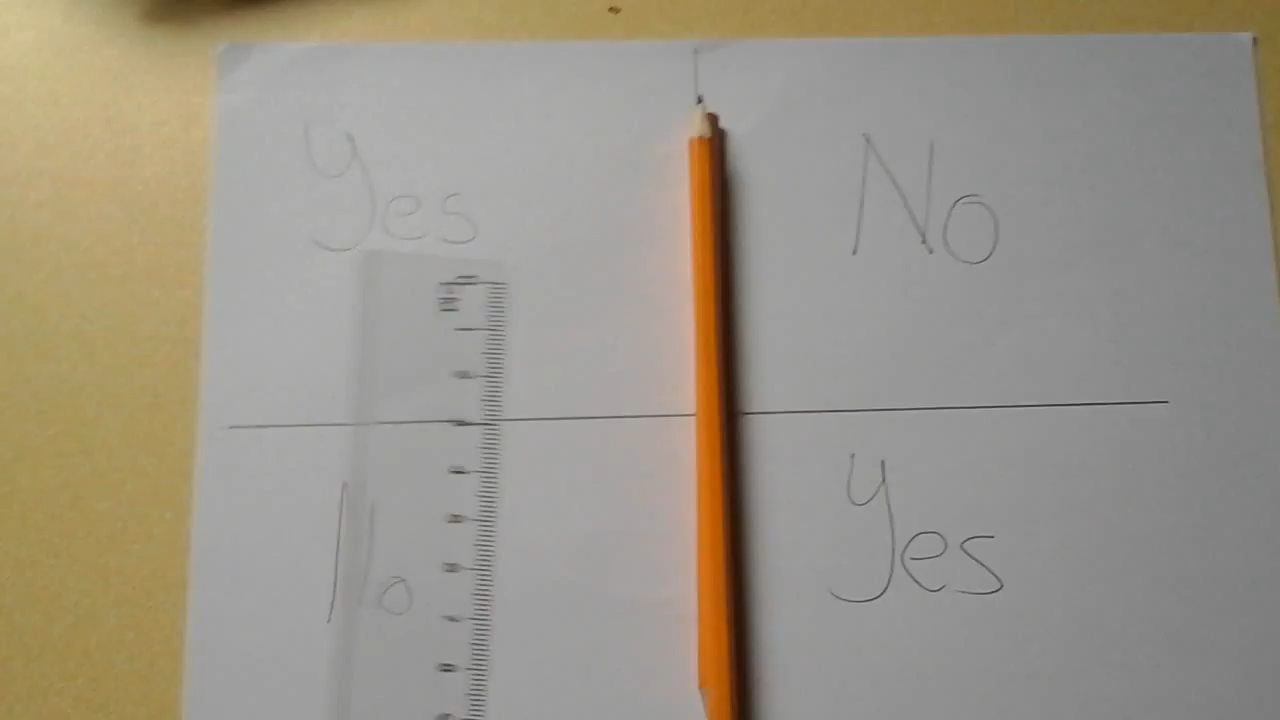 Yes No
No Yes